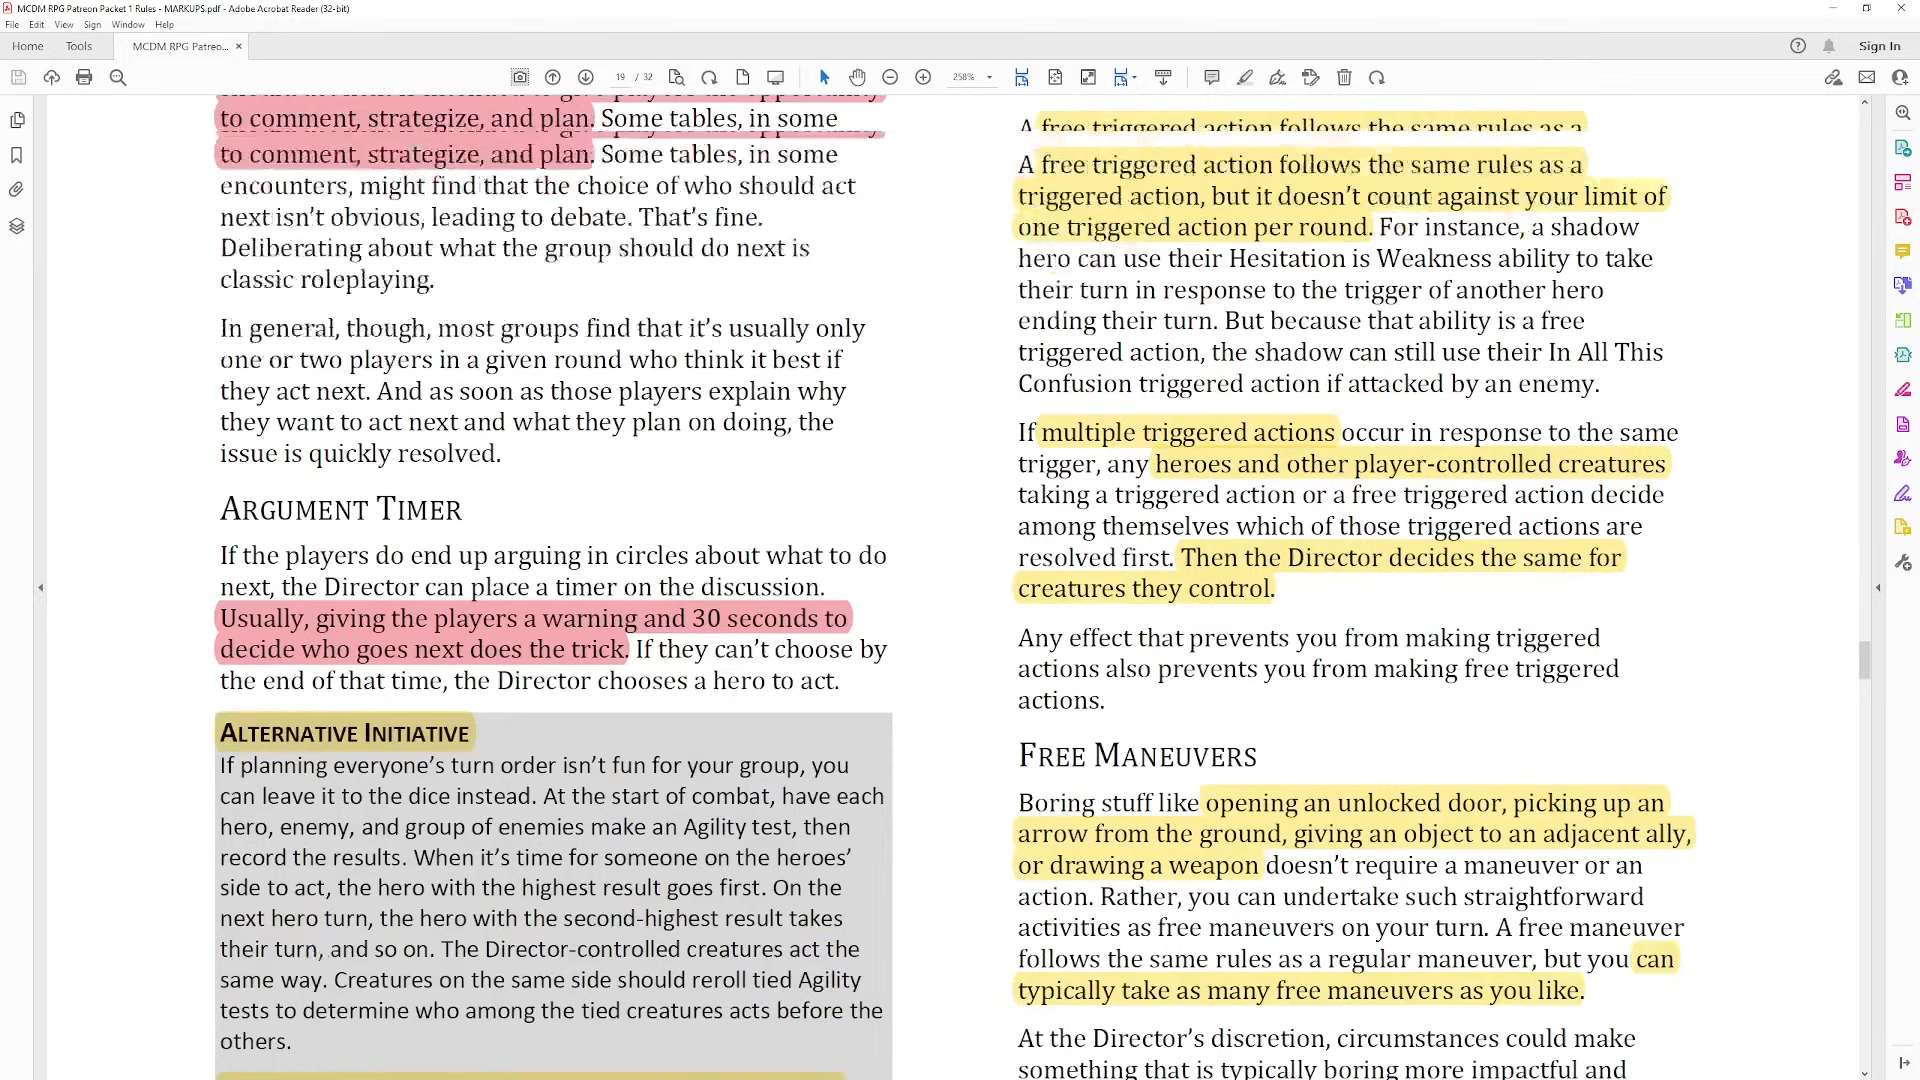 MCDM RPG Patreon Packet 1 Rules - MARKUPS.pdf - Adobe Acrobat Reader (32-bit)
File Edit View Sign Window Help
Home Tools MCDM RPG Patreo... × Sign In
19 / 32 258%
to comment, strategize, and plan. Some tables, in some
to comment, strategize, and plan. Some tables, in some
encounters, might find that the choice of who should act
next isn’t obvious, leading to debate. That’s fine.
Deliberating about what the group should do next is
classic roleplaying.
In general, though, most groups find that it’s usually only
one or two players in a given round who think it best if
they act next. And as soon as those players explain why
they want to act next and what they plan on doing, the
issue is quickly resolved.
ARGUMENT TIMER
If the players do end up arguing in circles about what to do
next, the Director can place a timer on the discussion.
Usually, giving the players a warning and 30 seconds to
decide who goes next does the trick. If they can’t choose by
the end of that time, the Director chooses a hero to act.
ALTERNATIVE INITIATIVE
If planning everyone’s turn order isn’t fun for your group, you
can leave it to the dice instead. At the start of combat, have each
hero, enemy, and group of enemies make an Agility test, then
record the results. When it’s time for someone on the heroes’
side to act, the hero with the highest result goes first. On the
next hero turn, the hero with the second-highest result takes
their turn, and so on. The Director-controlled creatures act the
same way. Creatures on the same side should reroll tied Agility
tests to determine who among the tied creatures acts before the
others.
A free triggered action follows the same rules as a
A free triggered action follows the same rules as a
triggered action, but it doesn’t count against your limit of
one triggered action per round. For instance, a shadow
hero can use their Hesitation is Weakness ability to take
their turn in response to the trigger of another hero
ending their turn. But because that ability is a free
triggered action, the shadow can still use their In All This
Confusion triggered action if attacked by an enemy.
If multiple triggered actions occur in response to the same
trigger, any heroes and other player-controlled creatures
taking a triggered action or a free triggered action decide
among themselves which of those triggered actions are
resolved first. Then the Director decides the same for
creatures they control.
Any effect that prevents you from making triggered
actions also prevents you from making free triggered
actions.
FREE MANEUVERS
Boring stuff like opening an unlocked door, picking up an
arrow from the ground, giving an object to an adjacent ally,
or drawing a weapon doesn’t require a maneuver or an
action. Rather, you can undertake such straightforward
activities as free maneuvers on your turn. A free maneuver
follows the same rules as a regular maneuver, but you can
typically take as many free maneuvers as you like.
At the Director’s discretion, circumstances could make
something that is typically boring more impactful and